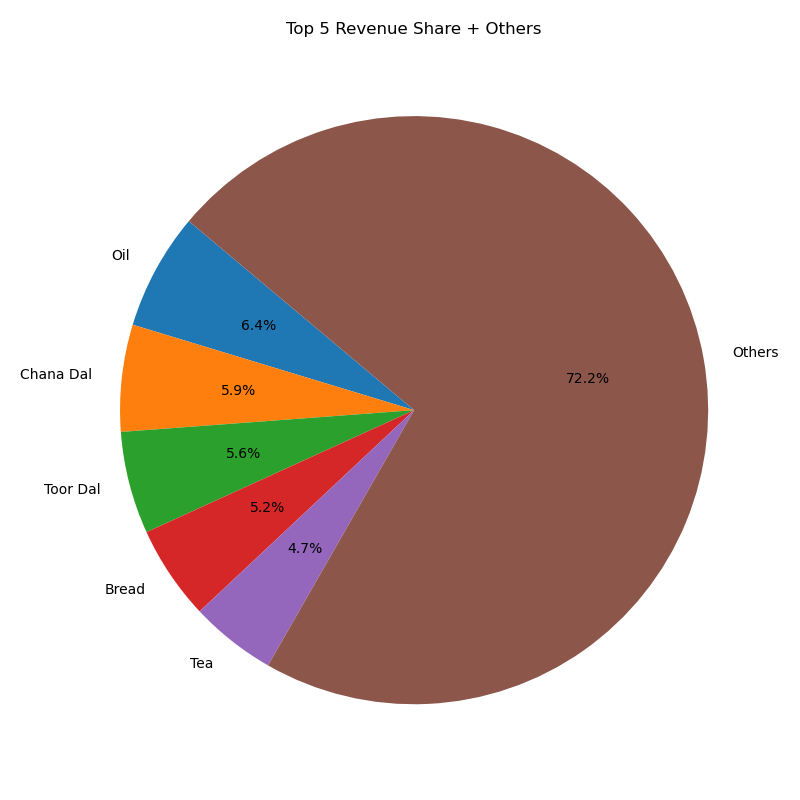 Top 5 Revenue Share + Others
Oil
6.4%
Chana Dal
5.9%
Toor Dal
5.6%
Bread
5.2%
Tea
4.7%
Others
72.2%